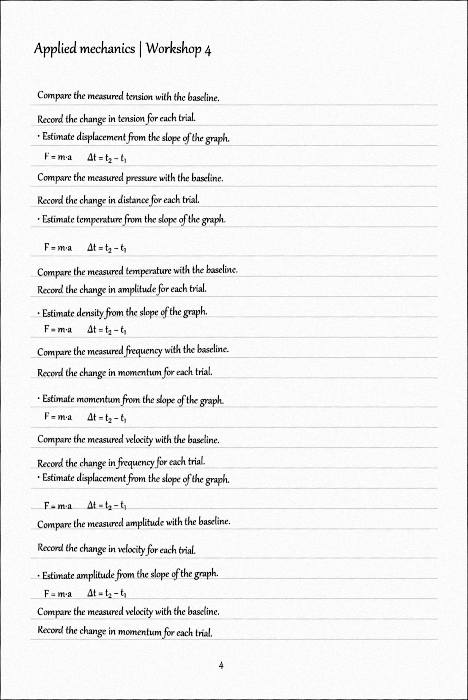 Applied mechanics | Workshop 4
Compare the measured tension with the baseline.
Record the change in tension for each trial.
· Estimate displacement from the slope of the graph.
F = m·a Δt = t₂ − t₁
Compare the measured pressure with the baseline.
Record the change in distance for each trial.
· Estimate temperature from the slope of the graph.
F = m·a Δt = t₂ − t₁
Compare the measured temperature with the baseline.
Record the change in amplitude for each trial.
· Estimate density from the slope of the graph.
F = m·a Δt = t₂ − t₁
Compare the measured frequency with the baseline.
Record the change in momentum for each trial.
· Estimate momentum from the slope of the graph.
F = m·a Δt = t₂ − t₁
Compare the measured velocity with the baseline.
Record the change in frequency for each trial.
· Estimate displacement from the slope of the graph.
F = m·a Δt = t₂ − t₁
Compare the measured amplitude with the baseline.
Record the change in velocity for each trial.
· Estimate amplitude from the slope of the graph.
F = m·a Δt = t₂ − t₁
Compare the measured velocity with the baseline.
Record the change in momentum for each trial.
4